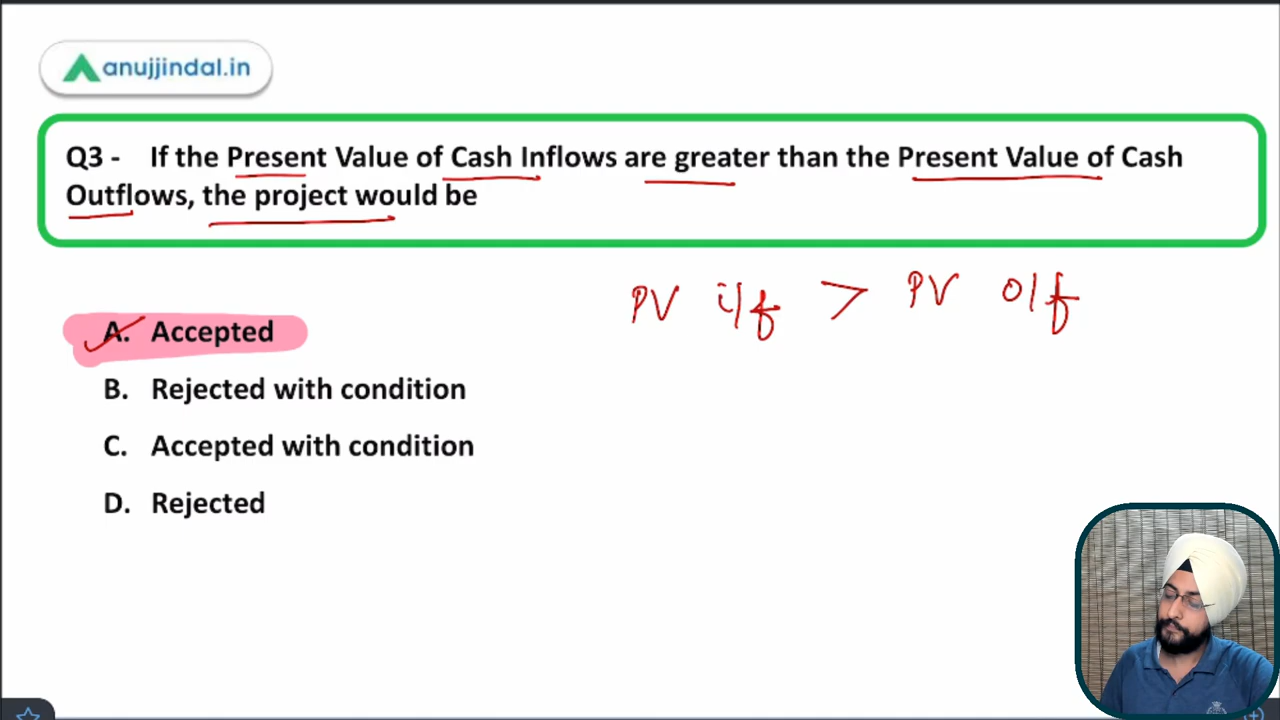 anujjindal.in
Q3 - If the Present Value of Cash Inflows are greater than the Present Value of Cash
Outflows, the project would be
PV i/f > PV o/f
A. Accepted
B. Rejected with condition
C. Accepted with condition
D. Rejected